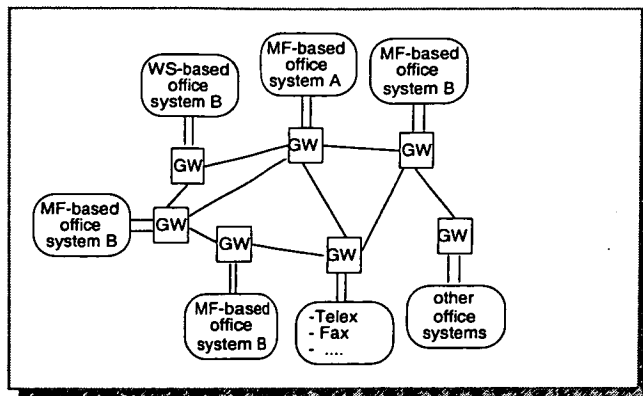 WS-based
office
system B
MF-based
office
system A
MF-based
office
system B
GW
GW
GW
MF-based
office
system B
GW
GW
GW
GW
MF-based
office
system B
-Telex
- Fax
- ....
other
office
systems